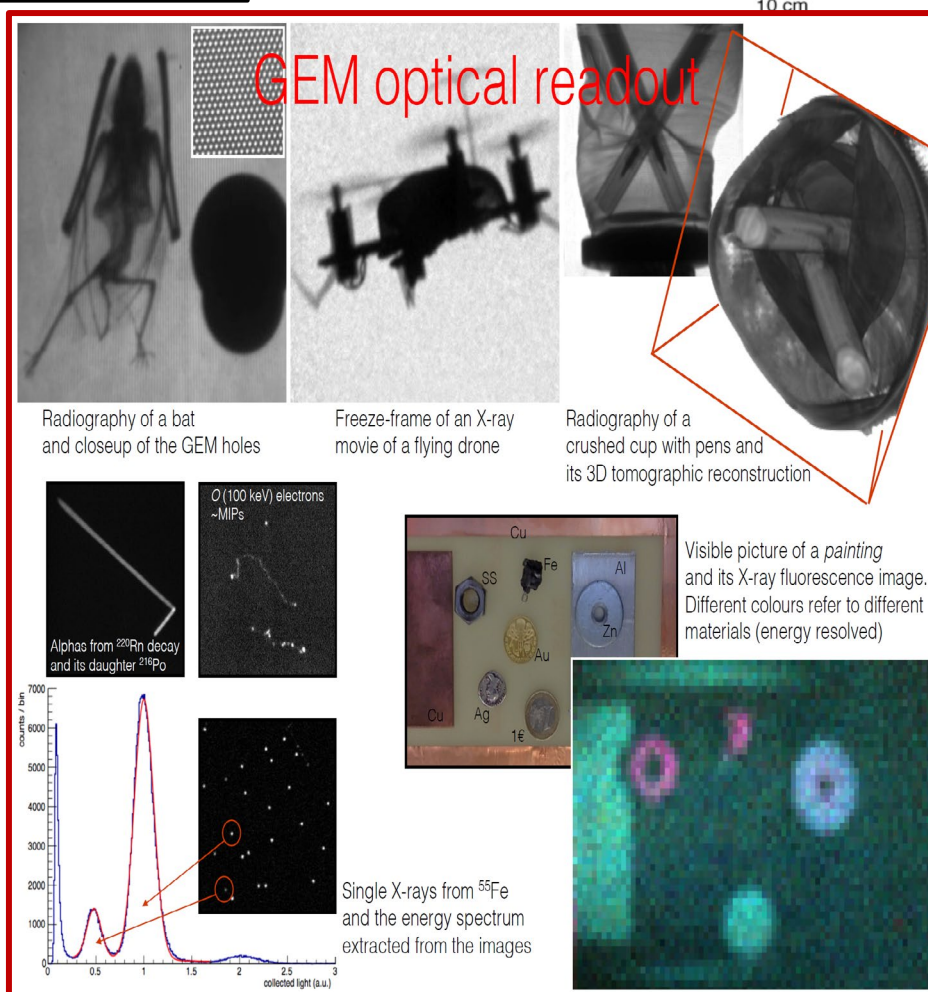 10 cm
GEM optical readout
Radiography of a bat
and closeup of the GEM holes
Freeze-frame of an X-ray
movie of a flying drone
Radiography of a
crushed cup with pens and
its 3D tomographic reconstruction
O (100 keV) electrons
~MIPs
Alphas from ²²⁰Rn decay
and its daughter ²¹⁶Po
Cu
SS
Fe
Al
Zn
Au
Ag
Cu
1€
Visible picture of a painting
and its X-ray fluorescence image.
Different colours refer to different
materials (energy resolved)
counts / bin
7000
6000
5000
4000
3000
2000
1000
0
0 0.5 1 1.5 2 2.5 3
collected light (a.u.)
Single X-rays from ⁵⁵Fe
and the energy spectrum
extracted from the images